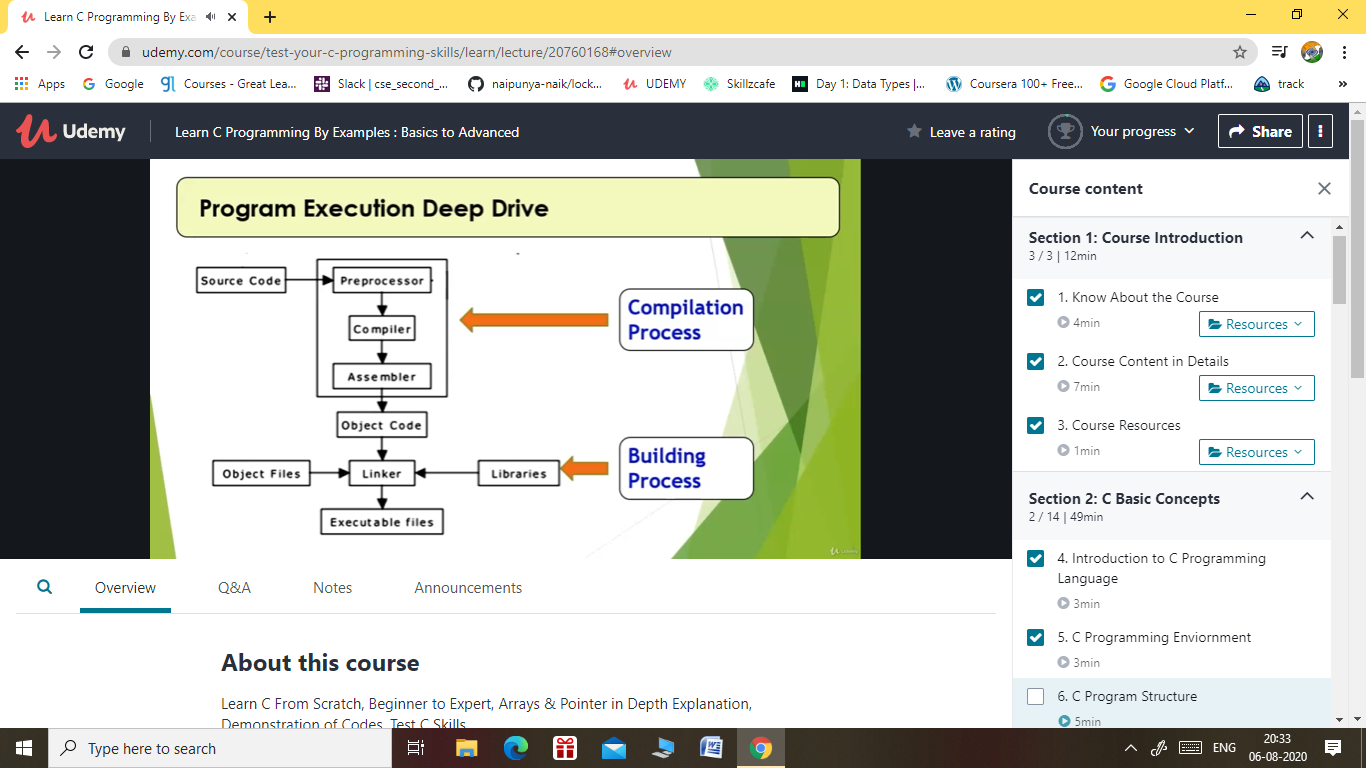 Learn C Programming By Exa
udemy.com/course/test-your-c-programming-skills/learn/lecture/20760168#overview
Apps
Google
Courses - Great Lea...
Slack | cse_second_...
naipunya-naik/lock...
UDEMY
Skillzcafe
Day 1: Data Types |...
Coursera 100+ Free...
Google Cloud Platf...
track
»
Udemy
Learn C Programming By Examples : Basics to Advanced
Leave a rating
Your progress
Share
Program Execution Deep Drive
Source Code
Preprocessor
Compiler
Assembler
Object Code
Object Files
Linker
Libraries
Executable files
Compilation
Process
Building
Process
udemy
Course content
Section 1: Course Introduction
3 / 3 | 12min
1. Know About the Course
4min
Resources
2. Course Content in Details
7min
Resources
3. Course Resources
1min
Resources
Section 2: C Basic Concepts
2 / 14 | 49min
4. Introduction to C Programming
Language
3min
5. C Programming Enviornment
3min
6. C Program Structure
5min
Overview
Q&A
Notes
Announcements
About this course
Learn C From Scratch, Beginner to Expert, Arrays & Pointer in Depth Explanation,
Demonstration of Codes, Test C Skills
Type here to search
ENG
20:33
06-08-2020